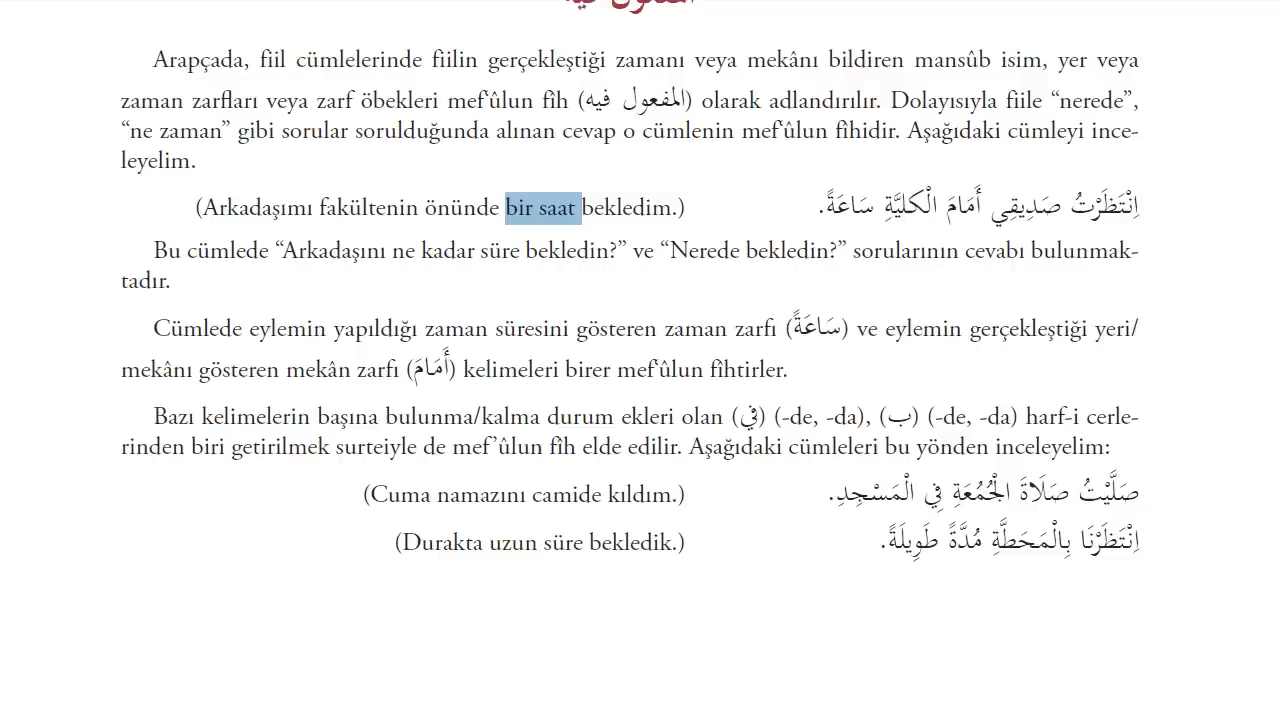 Arapçada, fiil cümlelerinde fiilin gerçekleştiği zamanı veya mekânı bildiren mansûb isim, yer veya
zaman zarfları veya zarf öbekleri mef‘ûlun fîh (المفعول فيه) olarak adlandırılır. Dolayısıyla fiile “nerede”,
“ne zaman” gibi sorular sorulduğunda alınan cevap o cümlenin mef‘ûlun fîhidir. Aşağıdaki cümleyi ince-
leyelim.
(Arkadaşımı fakültenin önünde bir saat bekledim.) اِنْتَظَرْتُ صَدِيقِي أَمَامَ الْكليَّةِ سَاعَةً.
Bu cümlede “Arkadaşını ne kadar süre bekledin?” ve “Nerede bekledin?” sorularının cevabı bulunmak-
tadır.
Cümlede eylemin yapıldığı zaman süresini gösteren zaman zarfı (سَاعَةً) ve eylemin gerçekleştiği yeri/
mekânı gösteren mekân zarfı (أَمَامَ) kelimeleri birer mef‘ûlun fîhtirler.
Bazı kelimelerin başına bulunma/kalma durum ekleri olan (في) (-de, -da), (ب) (-de, -da) harf-i cerle-
rinden biri getirilmek surteiyle de mef’ûlun fîh elde edilir. Aşağıdaki cümleleri bu yönden inceleyelim:
(Cuma namazını camide kıldım.) صَلَّيْتُ صَلَاةَ الْجُمُعَةِ فِي الْمَسْجِدِ.
(Durakta uzun süre bekledik.) اِنْتَظَرْنَا بِالْمَحَطَّةِ مُدَّةً طَوِيلَةً.